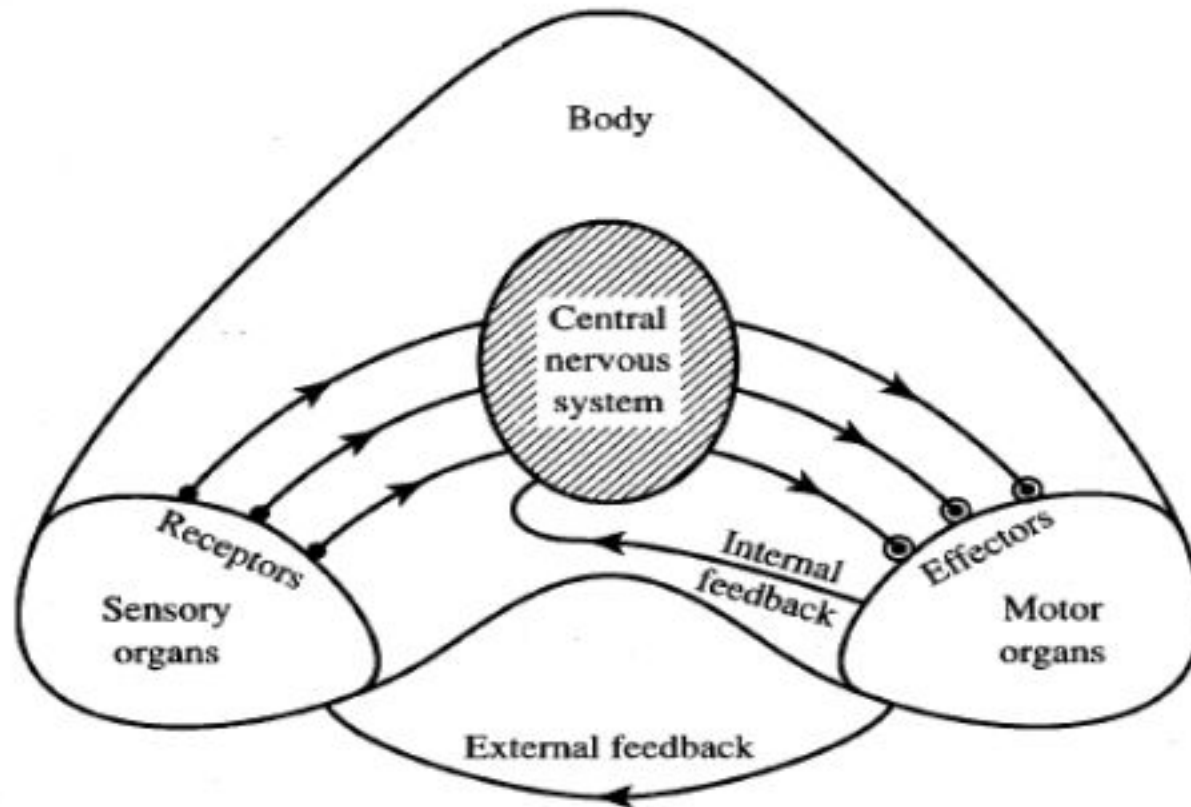 Body
Central
nervous
system
Receptors
Sensory
organs
Internal
feedback
Effectors
Motor
organs
External feedback